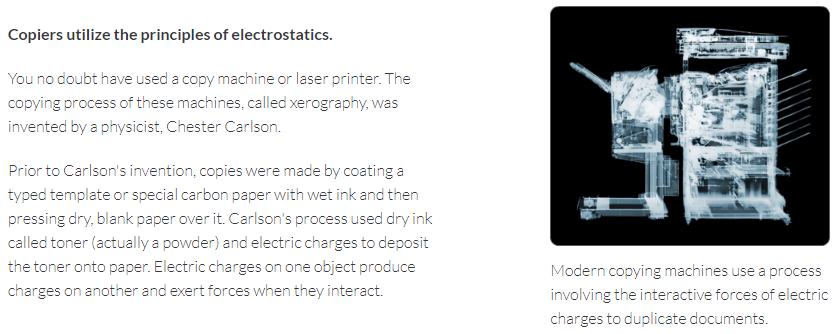 Copiers utilize the principles of electrostatics.
You no doubt have used a copy machine or laser printer. The
copying process of these machines, called xerography, was
invented by a physicist, Chester Carlson.
Prior to Carlson's invention, copies were made by coating a
typed template or special carbon paper with wet ink and then
pressing dry, blank paper over it. Carlson's process used dry ink
called toner (actually a powder) and electric charges to deposit
the toner onto paper. Electric charges on one object produce
charges on another and exert forces when they interact.
Modern copying machines use a process
involving the interactive forces of electric
charges to duplicate documents.